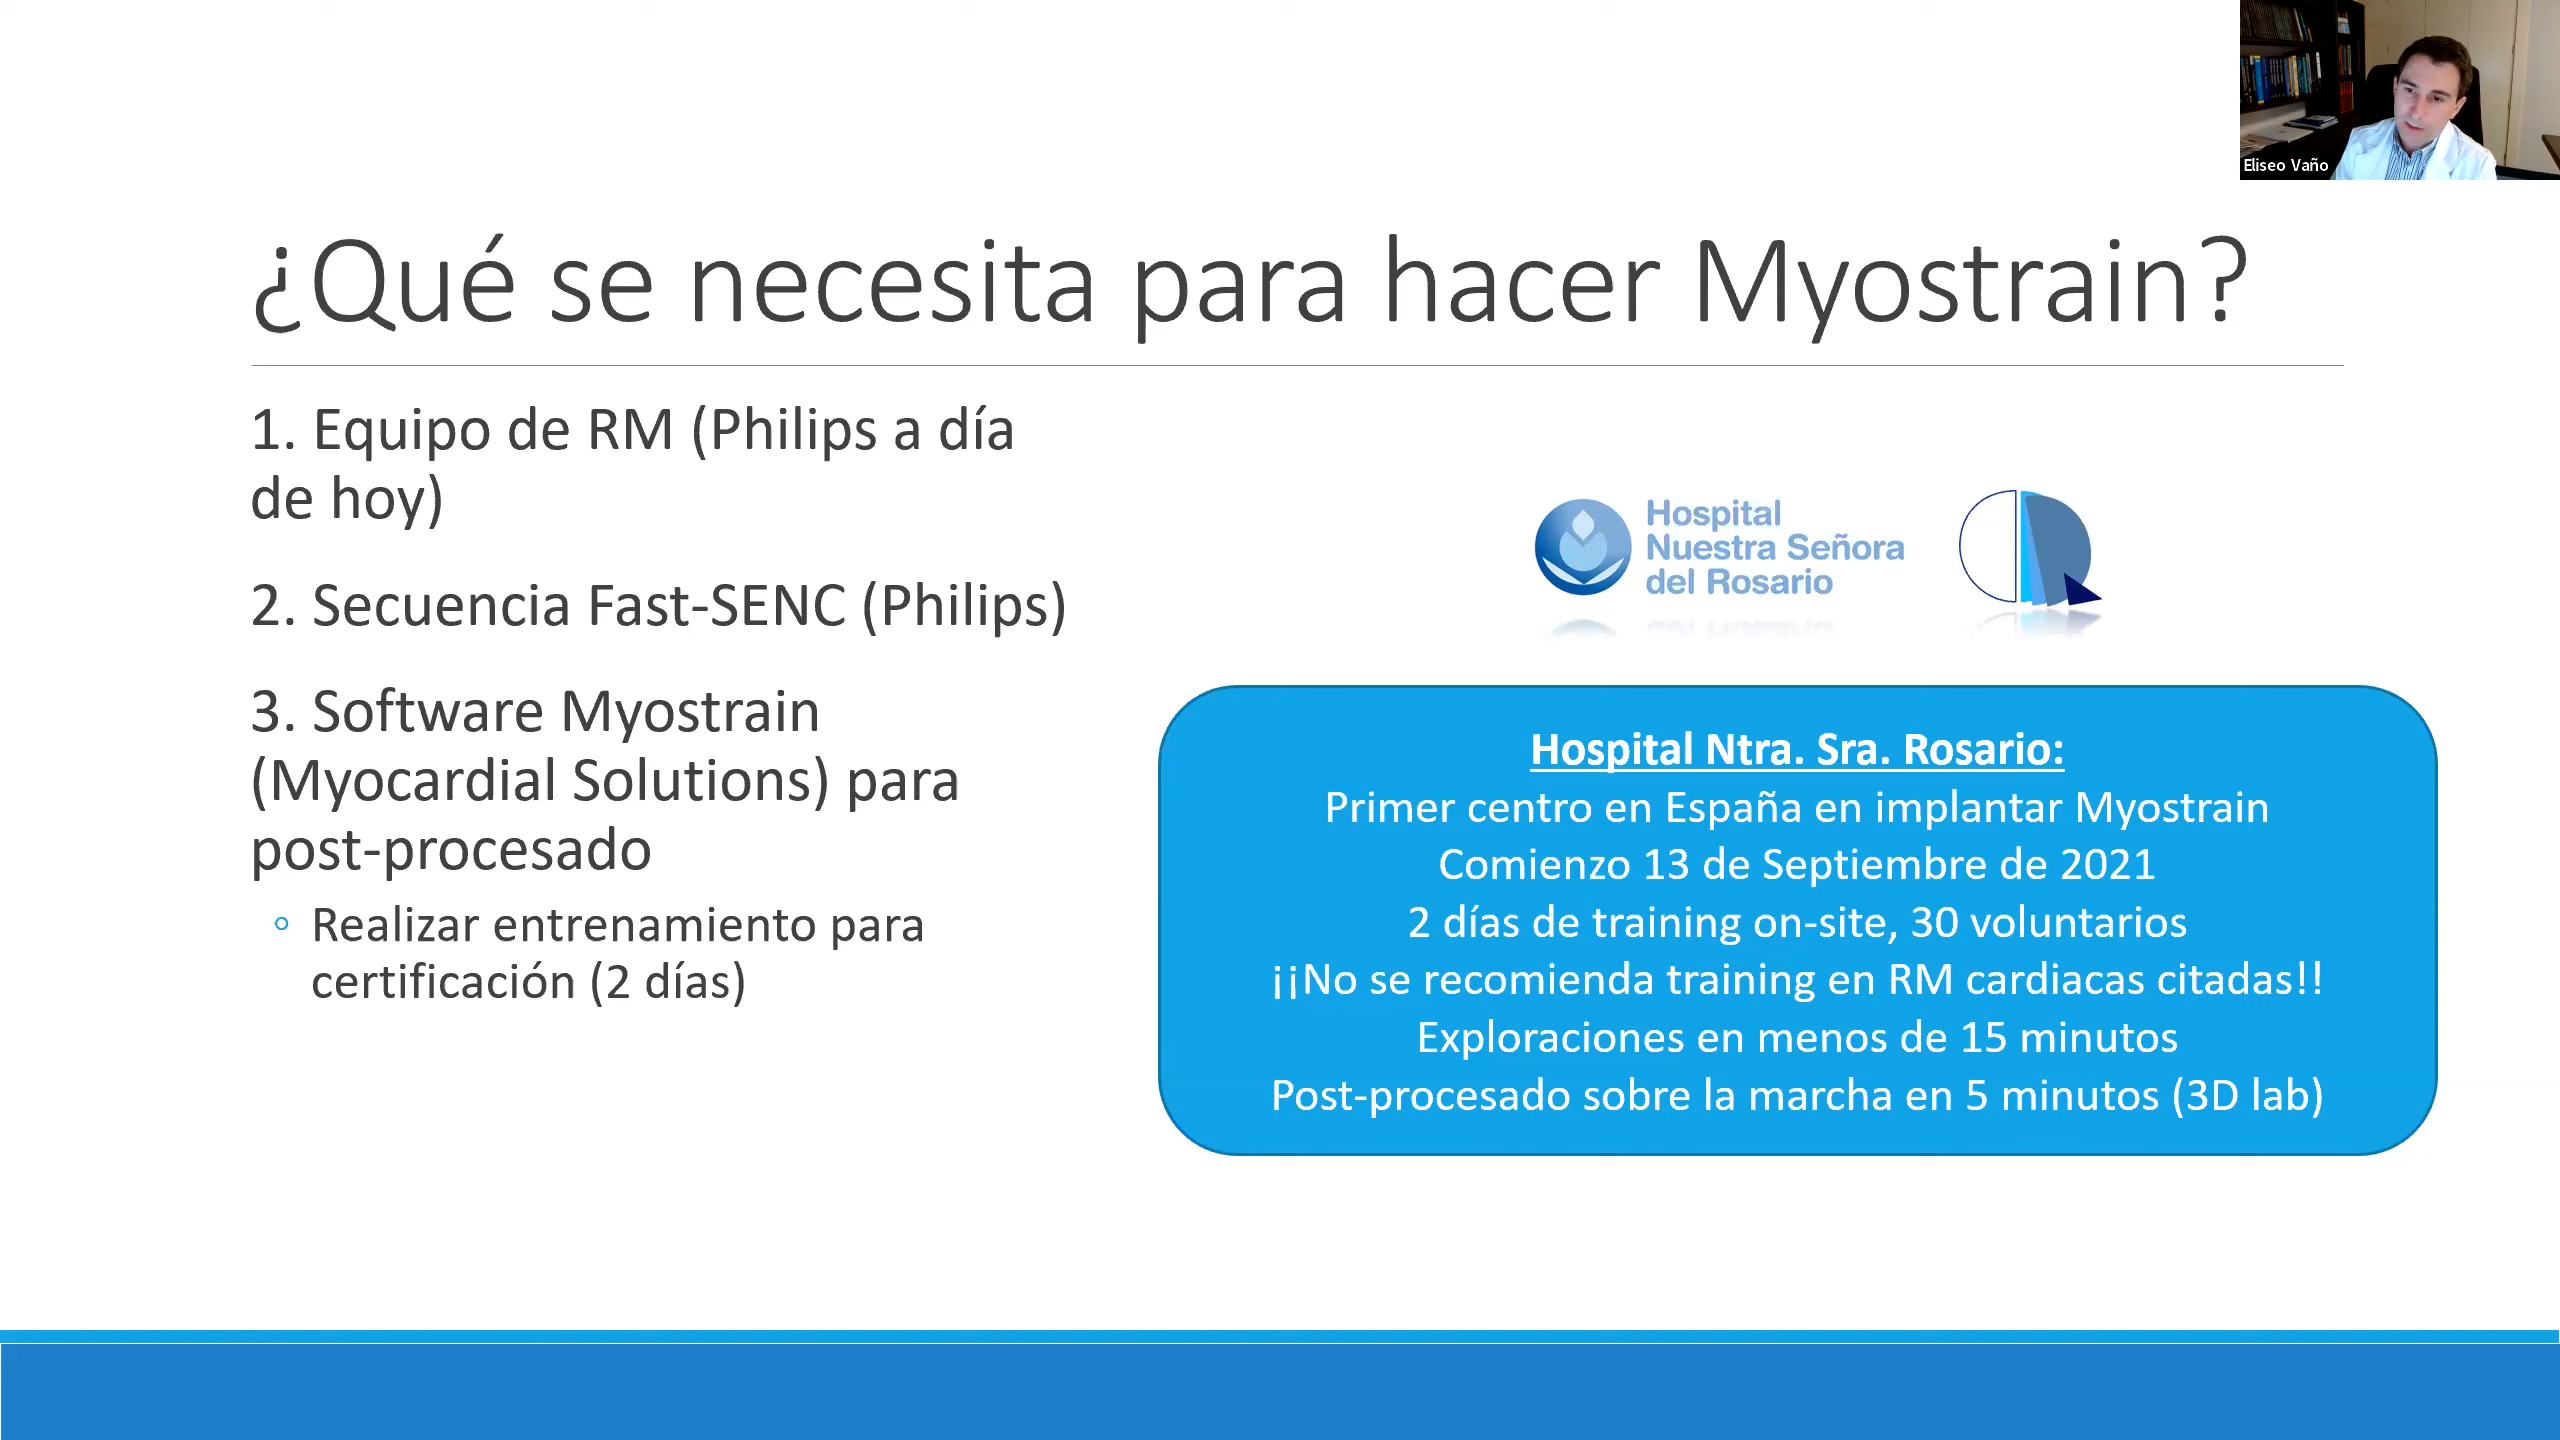 Eliseo Vaño
¿Qué se necesita para hacer Myostrain?
1. Equipo de RM (Philips a día
de hoy)
2. Secuencia Fast-SENC (Philips)
3. Software Myostrain
(Myocardial Solutions) para
post-procesado
◦ Realizar entrenamiento para
certificación (2 días)
Hospital
Nuestra Señora
del Rosario
Hospital Ntra. Sra. Rosario:
Primer centro en España en implantar Myostrain
Comienzo 13 de Septiembre de 2021
2 días de training on-site, 30 voluntarios
¡¡No se recomienda training en RM cardiacas citadas!!
Exploraciones en menos de 15 minutos
Post-procesado sobre la marcha en 5 minutos (3D lab)